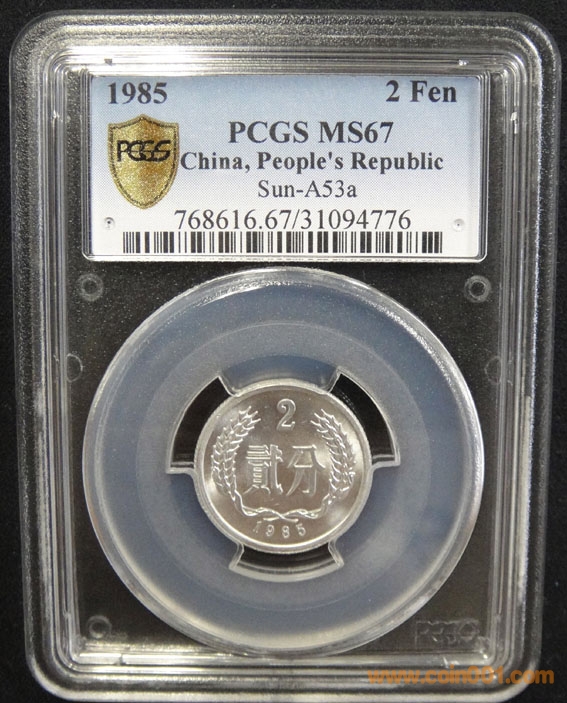 1985 2 Fen
PCGS
PCGS MS67
China, People's Republic
Sun-A53a
768616.67/31094776
2
貳分
1985
PCGS
www.coin001.com